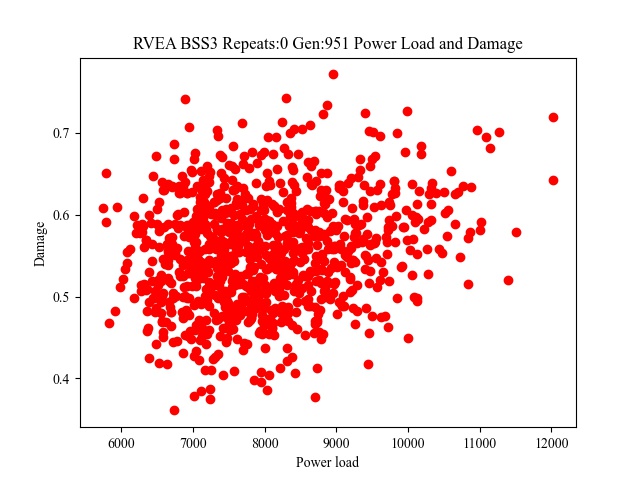 RVEA BSS3 Repeats:0 Gen:951 Power Load and Damage
0.7
0.6
0.5
0.4
Damage
6000 7000 8000 9000 10000 11000 12000
Power load